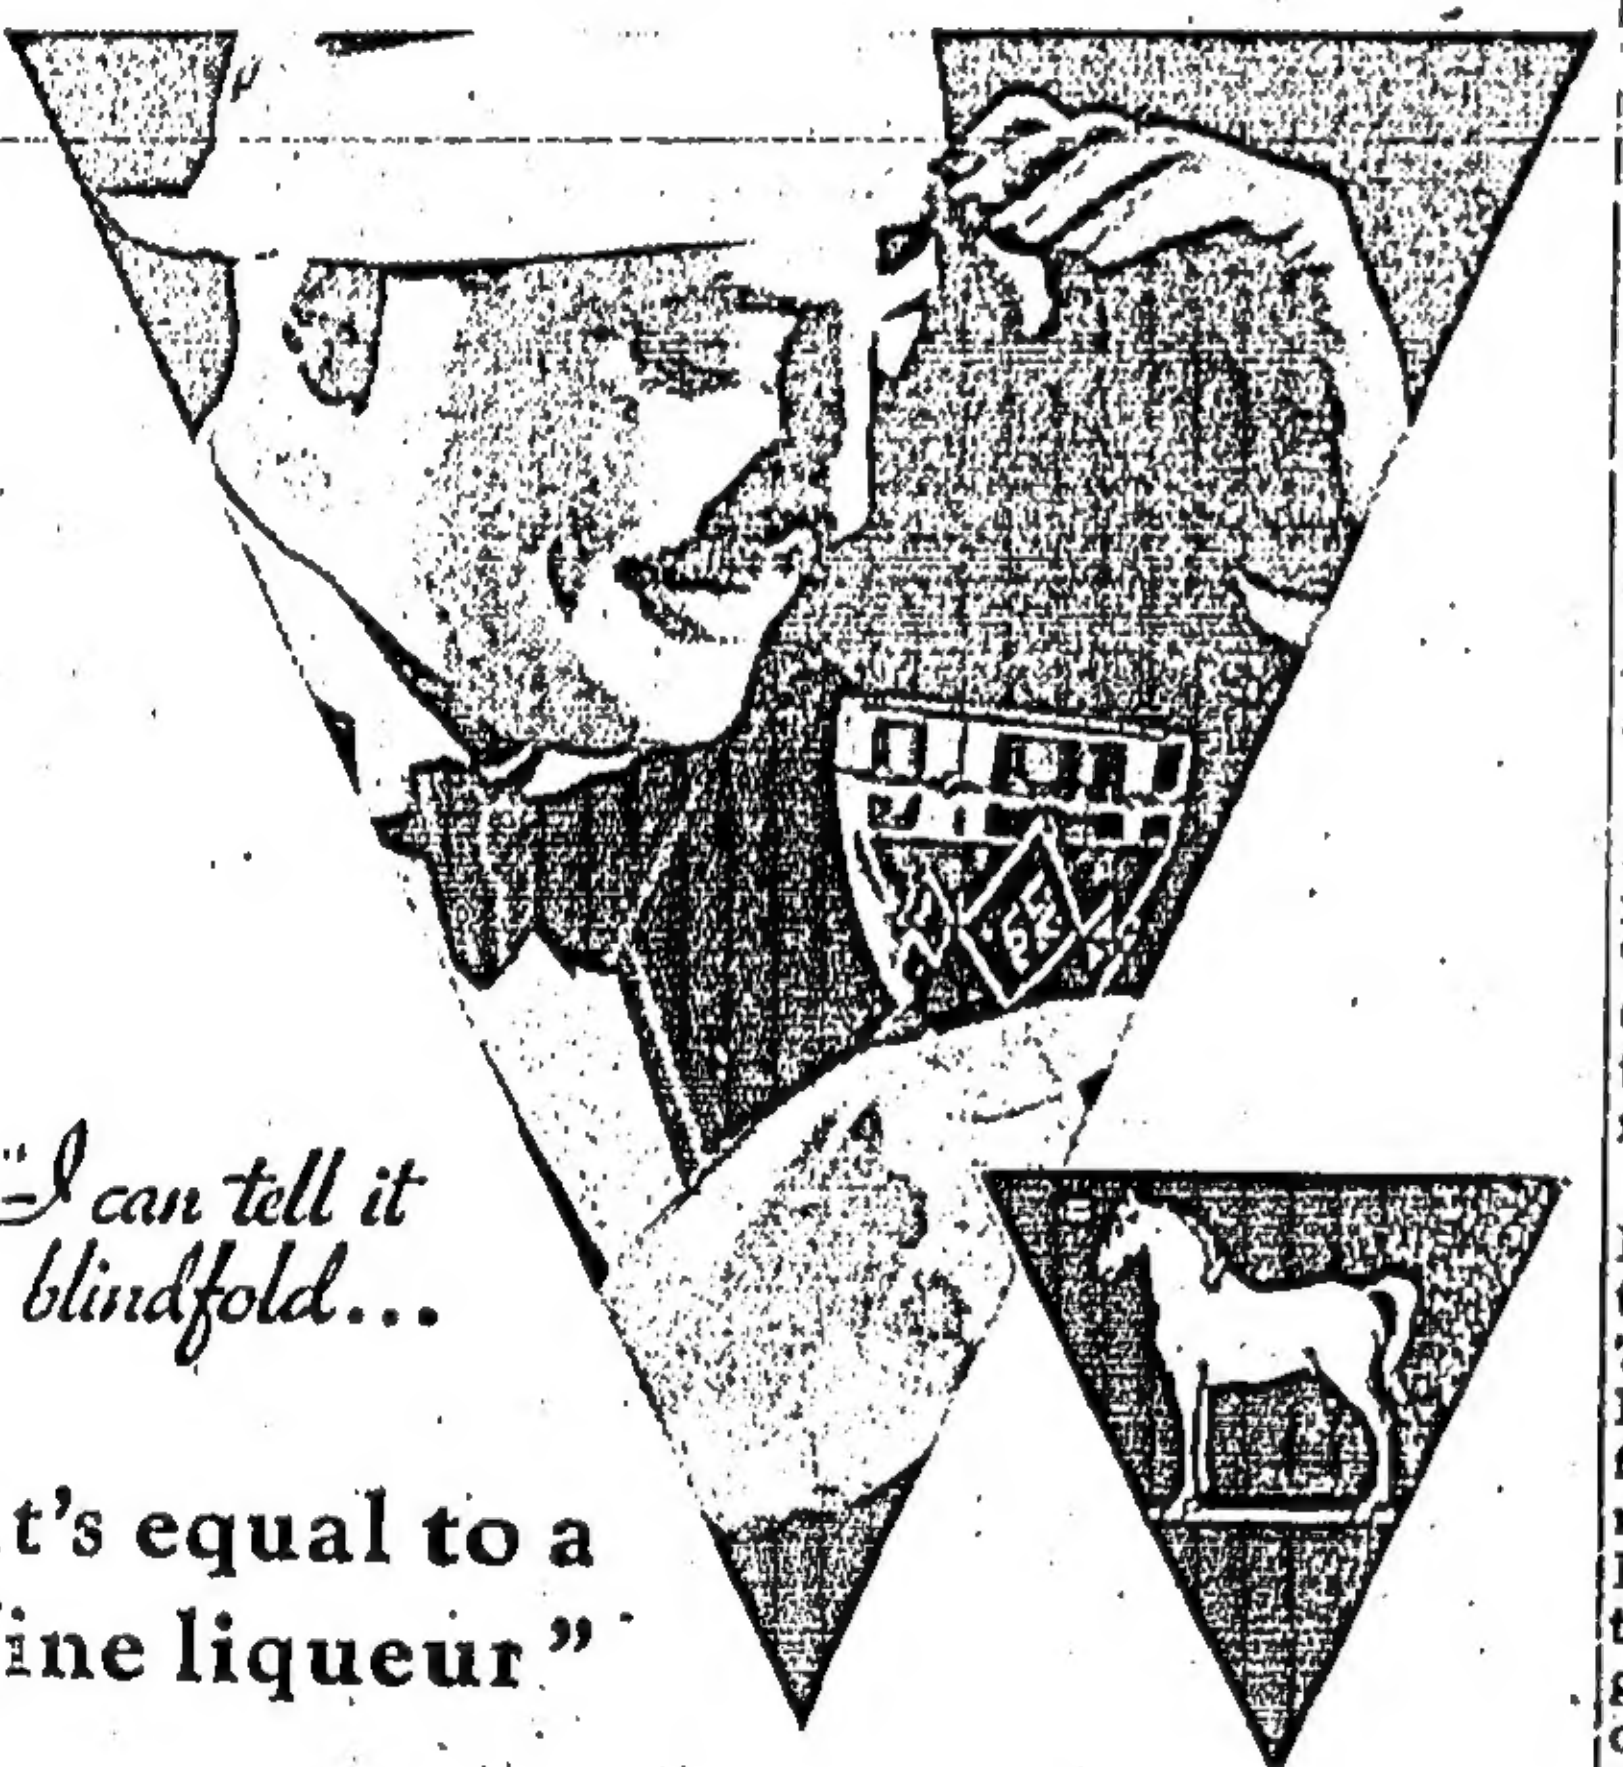 "I can tell it
blindfold...
t's equal to a
ine liqueur"